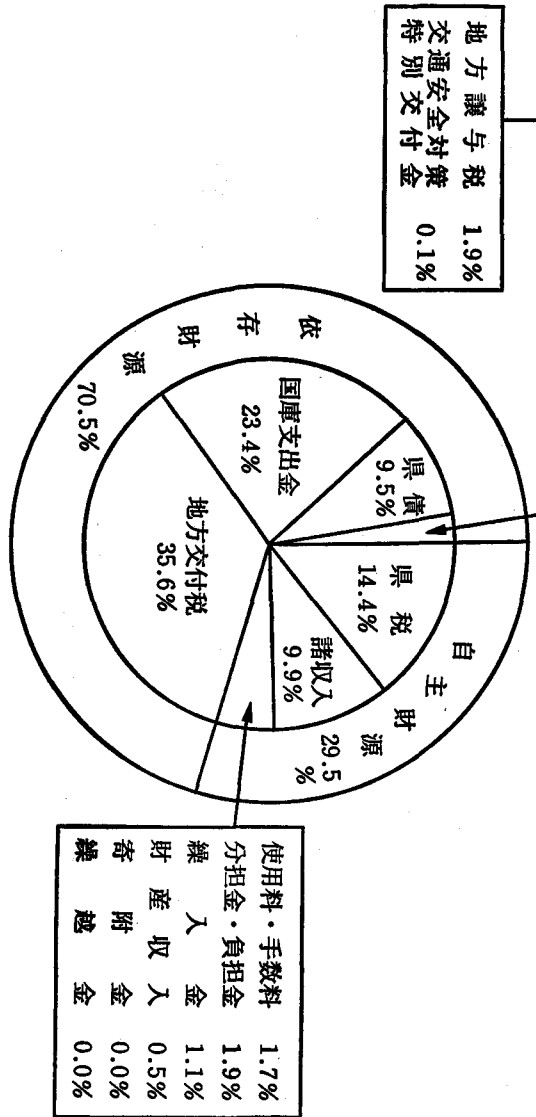 地方譲与税 1.9%
交通安全対策
特別交付金 0.1%
依存財源
70.5%
自主財源
29.5
%
県税
14.4%
諸収入
9.9%
地方交付税
35.6%
国庫支出金
23.4%
県債
9.5%
使用料・手数料 1.7%
分担金・負担金 1.9%
繰入金 1.1%
財産収入 0.5%
寄附金 0.0%
繰越金 0.0%